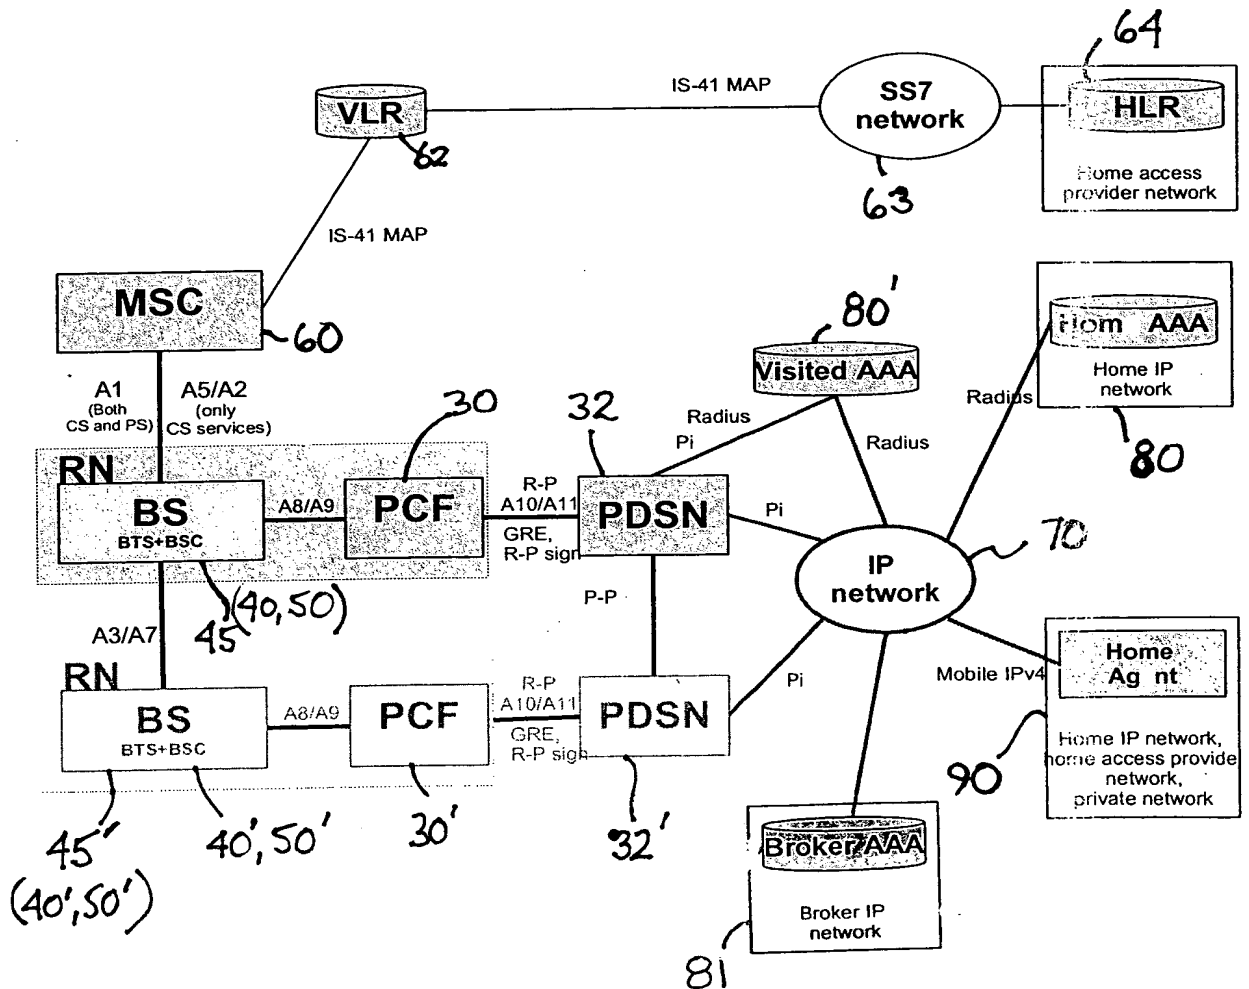 64
IS-41 MAP
SS7
network
HLR
VLR
62
63
Home access
provider network
IS-41 MAP
MSC
60
80'
Hom AAA
Visited AAA
Home IP
network
80
A1
(Both
CS and PS)
A5/A2
(only
CS services)
30
32
Radius
Pi
Radius
Radius
RN
BS
BTS+BSC
A8/A9
PCF
R-P
A10/A11
GRE,
R-P sign
PDSN
Pi
70
IP
network
45 (40,50)
P-P
A3/A7
RN
BS
BTS+BSC
A8/A9
PCF
R-P
A10/A11
GRE,
R-P sign
PDSN
Pi
Mobile IPv4
Home
Ag nt
Home IP network,
home access provide
network,
private network
90
45'
(40',50')
40',50'
30'
32'
Broker AAA
Broker IP
network
81